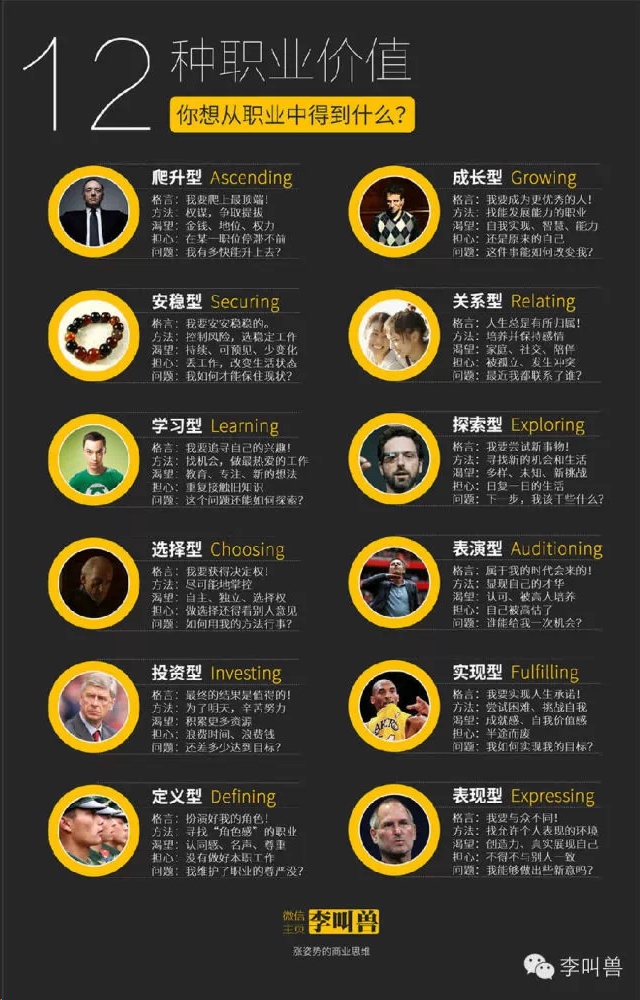 12
种职业价值
你想从职业中得到什么？
爬升型 Ascending
格言：我要爬上最顶端！
方法：权谋，争取提拔
渴望：金钱、地位、权力
担心：在某一职位停滞不前
问题：我有多快能升上去？
成长型 Growing
格言：我要成为更优秀的人！
方法：找能发展能力的职业
渴望：自我实现、智慧、能力
担心：还是原来的自己
问题：这件事能如何改变我？
安稳型 Securing
格言：我要安安稳稳的。
方法：控制风险，选稳定工作
渴望：持续、可预见、少变化
担心：丢工作，改变生活状态
问题：我如何才能保住现状？
关系型 Relating
格言：人生总是有所归属！
方法：培养并保持感情
渴望：家庭、社交、陪伴
担心：被孤立、发生冲突
问题：最近我都联系了谁？
学习型 Learning
格言：我要追寻自己的兴趣！
方法：找机会，做最热爱的工作
渴望：教育、专注、新的想法
担心：重复接触旧知识
问题：这个问题还能如何探索？
探索型 Exploring
格言：我要尝试新事物！
方法：寻找新的机会和生活
渴望：多样、未知、新挑战
担心：日复一日的生活
问题：下一步，我该干些什么？
选择型 Choosing
格言：我要获得决定权！
方法：尽可能地掌控
渴望：自主、独立、选择权
担心：做选择还得看别人意见
问题：如何用我的方法行事？
表演型 Auditioning
格言：属于我的时代会来的！
方法：显现自己的才华
渴望：认可、被高人培养
担心：自己被高估了
问题：谁能给我一次机会？
投资型 Investing
格言：最终的结果是值得的！
方法：为了明天，辛苦努力
渴望：积累更多资源
担心：浪费时间、浪费钱
问题：还差多少达到目标？
实现型 Fulfilling
格言：我要实现人生承诺！
方法：尝试困难、挑战自我
渴望：成就感、自我价值感
担心：半途而废
问题：我如何实现我的目标？
定义型 Defining
格言：扮演好我的角色！
方法：寻找“角色感”的职业
渴望：认同感、名声、尊重
担心：没有做好本职工作
问题：我维护了职业的尊严没？
表现型 Expressing
格言：我要与众不同！
方法：找允许个人表现的环境
渴望：创造力、真实展现自己
担心：不得不与别人一致
问题：我能够做出些新意吗？
微信
主页
李叫兽
涨姿势的商业思维
李叫兽